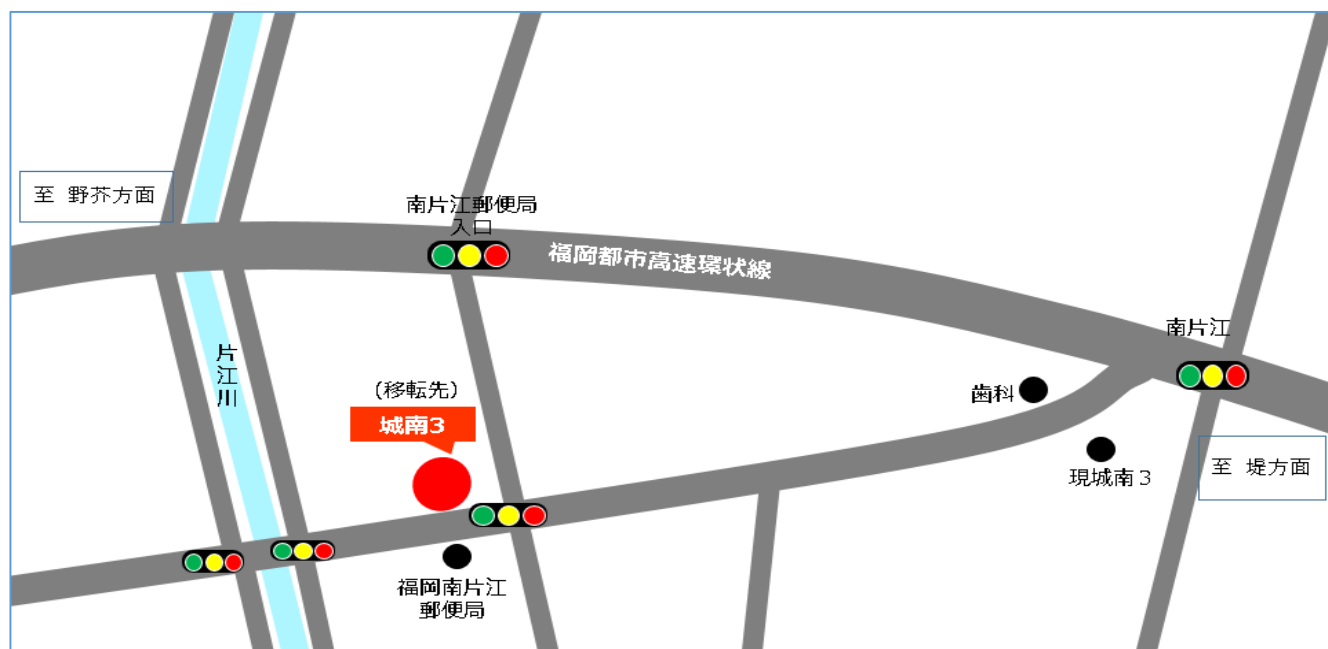 至 野芥方面
南片江郵便局
入口
福岡都市高速環状線
南片江
片江川
(移転先)
城南3
歯科
現城南3
至 堤方面
福岡南片江
郵便局